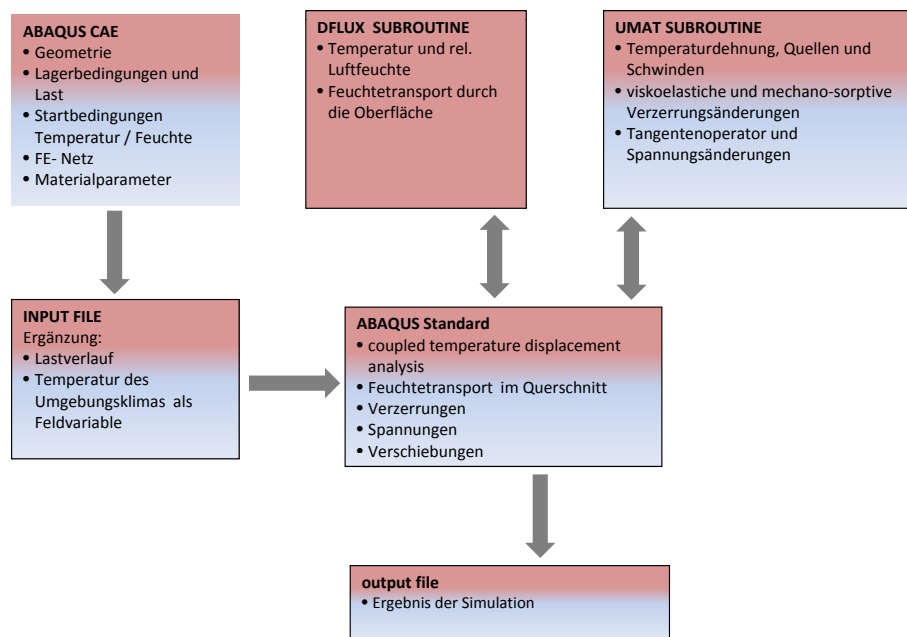 ABAQUS CAE
• Geometrie
• Lagerbedingungen und
Last
• Startbedingungen
Temperatur / Feuchte
• FE- Netz
• Materialparameter
DFLUX SUBROUTINE
• Temperatur und rel.
Luftfeuchte
• Feuchtetransport durch
die Oberfläche
UMAT SUBROUTINE
• Temperaturdehnung, Quellen und
Schwinden
• viskoelastiche und mechano-sorptive
Verzerrungsänderungen
• Tangentenoperator und
Spannungsänderungen
INPUT FILE
Ergänzung:
• Lastverlauf
• Temperatur des
Umgebungsklimas als
Feldvariable
ABAQUS Standard
• coupled temperature displacement
analysis
• Feuchtetransport im Querschnitt
• Verzerrungen
• Spannungen
• Verschiebungen
output file
• Ergebnis der Simulation